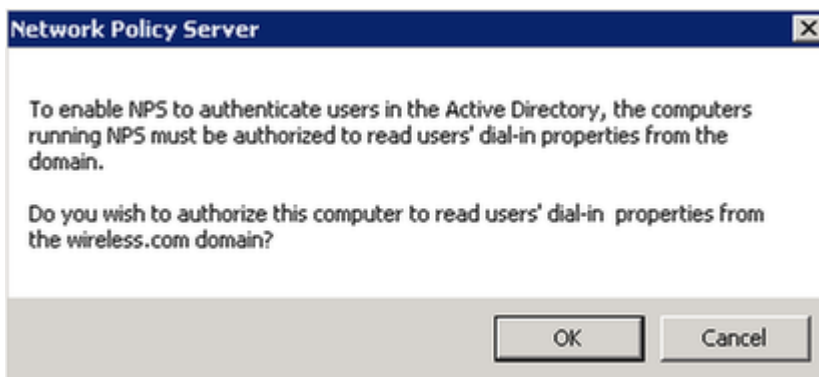 Network Policy Server
To enable NPS to authenticate users in the Active Directory, the computers
running NPS must be authorized to read users' dial-in properties from the
domain.
Do you wish to authorize this computer to read users' dial-in  properties from
the wireless.com domain?
OK
Cancel